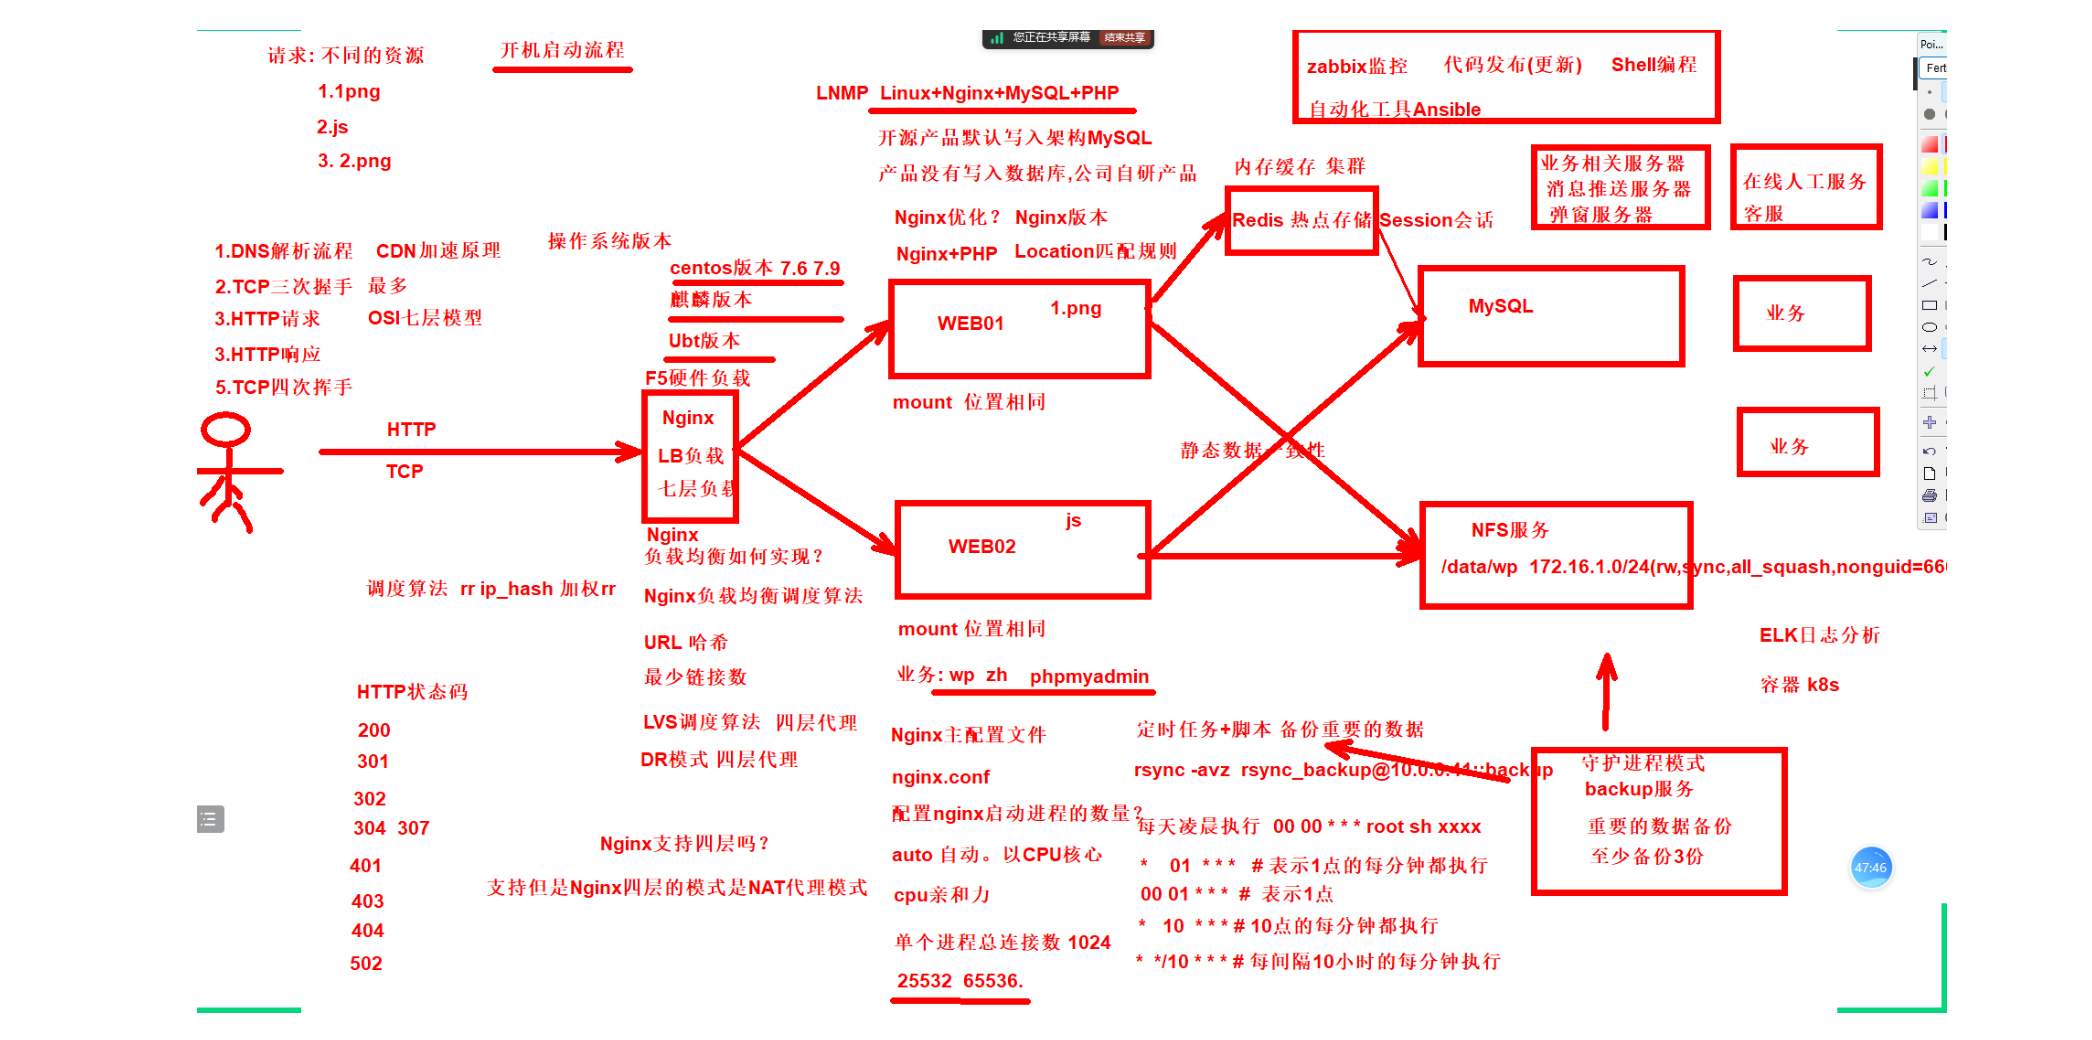 请求: 不同的资源
1.1png
2.js
3. 2.png
开机启动流程
您正在共享屏幕 结束共享
LNMP Linux+Nginx+MySQL+PHP
开源产品默认写入架构MySQL
产品没有写入数据库,公司自研产品
Nginx优化? Nginx版本
Nginx+PHP Location匹配规则
zabbix监控 代码发布(更新) Shell编程
自动化工具Ansible
内存缓存 集群
Redis 热点存储 Session会话
业务相关服务器
消息推送服务器
弹窗服务器
在线人工服务
客服
Poi...
1.DNS解析流程 CDN加速原理
2.TCP三次握手 最多
3.HTTP请求 OSI七层模型
3.HTTP响应
5.TCP四次挥手
操作系统版本
centos版本 7.6 7.9
麒麟版本
Ubt版本
F5硬件负载
Nginx
LB负载
七层负载
HTTP
TCP
WEB01 1.png
mount 位置相同
MySQL
业务
业务
静态数据一致性
WEB02 js
mount 位置相同
业务: wp zh phpmyadmin
NFS服务
/data/wp 172.16.1.0/24(rw,sync,all_squash,nonguid=666
Nginx
负载均衡如何实现?
调度算法 rr ip_hash 加权rr
Nginx负载均衡调度算法
URL 哈希
最少链接数
LVS调度算法 四层代理
DR模式 四层代理
HTTP状态码
200
301
302
304 307
401
403
404
502
Nginx支持四层吗?
支持但是Nginx四层的模式是NAT代理模式
Nginx主配置文件
nginx.conf
配置nginx启动进程的数量?
auto 自动。以CPU核心
cpu亲和力
单个进程总连接数 1024
25532 65536.
定时任务+脚本 备份重要的数据
rsync -avz rsync_backup@10.0.0.41::backup
每天凌晨执行 00 00 * * * root sh xxxx
* 01 * * * # 表示1点的每分钟都执行
00 01 * * * # 表示1点
* 10 * * * # 10点的每分钟都执行
* */10 * * * # 每间隔10小时的每分钟执行
守护进程模式
backup服务
重要的数据备份
至少备份3份
ELK日志分析
容器 k8s
47:46